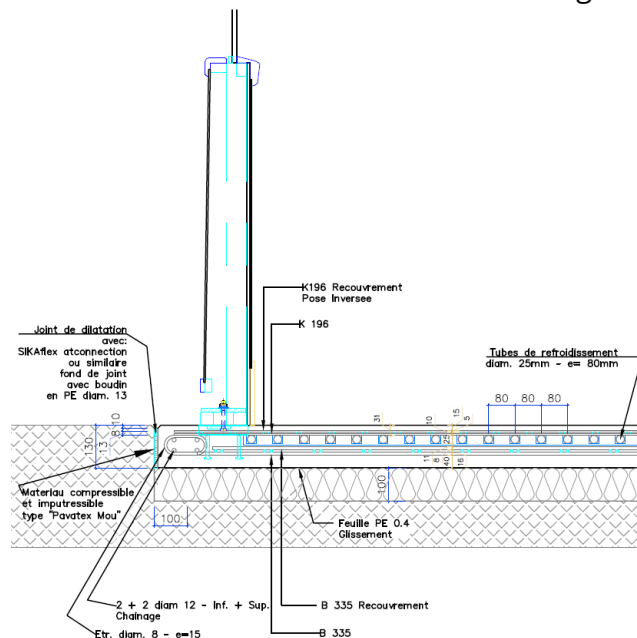 K196 Recouvrement
Pose Inversee
K 196
Joint de dilatation
avec:
SIKAflex atconnection
ou similaire
fond de joint
avec boudin
en PE diam. 13
Tubes de refroidissement
diam. 25mm - e= 80mm
80
80
80
31
10
15
5
8
10
130
13
25
11
8
40
16
100
100
Materiau compressible
et imputrescible
type "Pavatex Mou"
Feuille PE 0.4
Glissement
2 + 2 diam 12 - Inf. + Sup.
Chainage
B 335 Recouvrement
Etr. diam. 8 - e=15
B 335